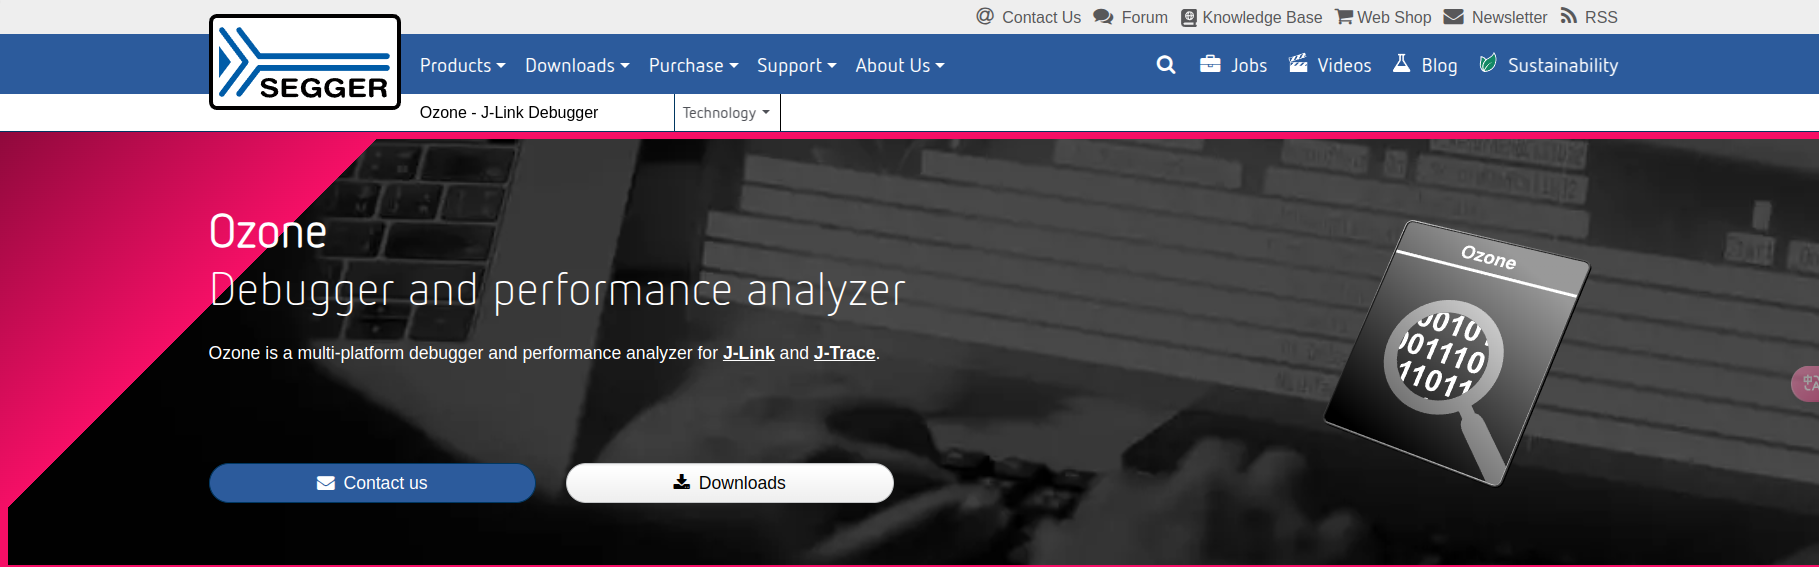 Contact Us Forum Knowledge Base Web Shop Newsletter RSS
SEGGER
Products Downloads Purchase Support About Us Jobs Videos Blog Sustainability
Ozone - J-Link Debugger Technology
Ozone
Debugger and performance analyzer
Ozone is a multi-platform debugger and performance analyzer for J-Link and J-Trace.
Contact us Downloads
Ozone
0010
001110
11011